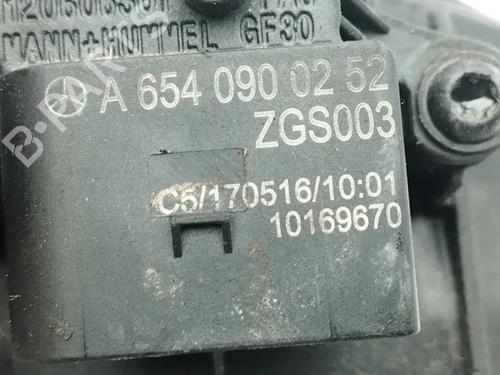 MANN+HUMMEL GF30
A 654 090 02 52
ZGS003
C5/170516/10:01
10169670